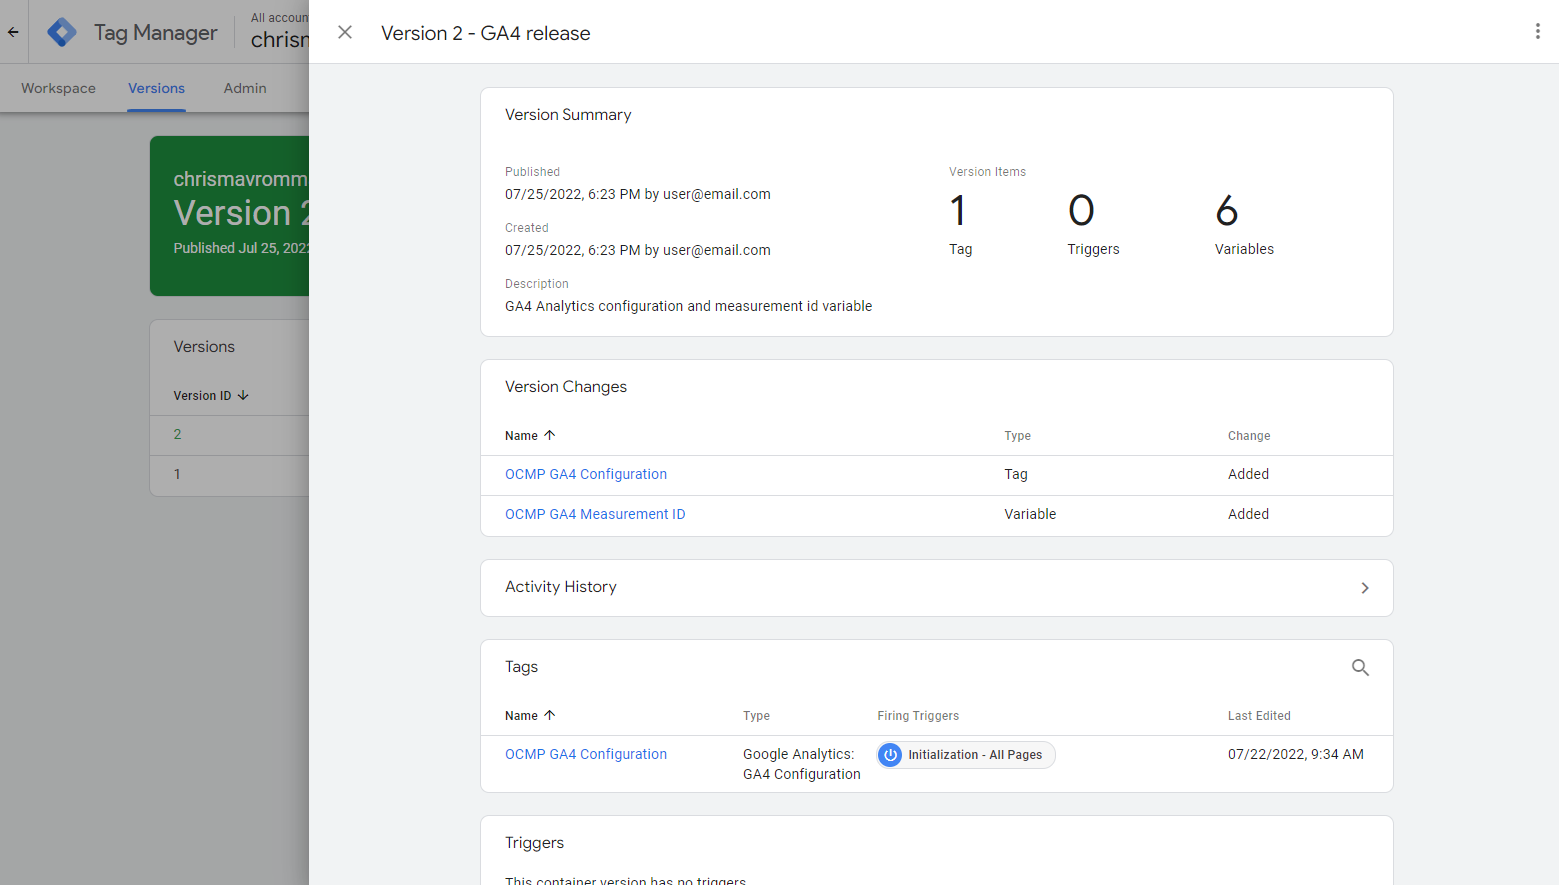 Tag Manager
All accoun
chrism
Workspace
Versions
Admin
chrismavromm
Version 2
Published Jul 25, 2022
Versions
Version ID
2
1
Version 2 - GA4 release
Version Summary
Published
07/25/2022, 6:23 PM by user@email.com
Created
07/25/2022, 6:23 PM by user@email.com
Description
GA4 Analytics configuration and measurement id variable
Version Items
1 0 6
Tag Triggers Variables
Version Changes
Name Type Change
OCMP GA4 Configuration Tag Added
OCMP GA4 Measurement ID Variable Added
Activity History
Tags
Name Type Firing Triggers Last Edited
OCMP GA4 Configuration Google Analytics: Initialization - All Pages 07/22/2022, 9:34 AM
GA4 Configuration
Triggers
This container version has no triggers